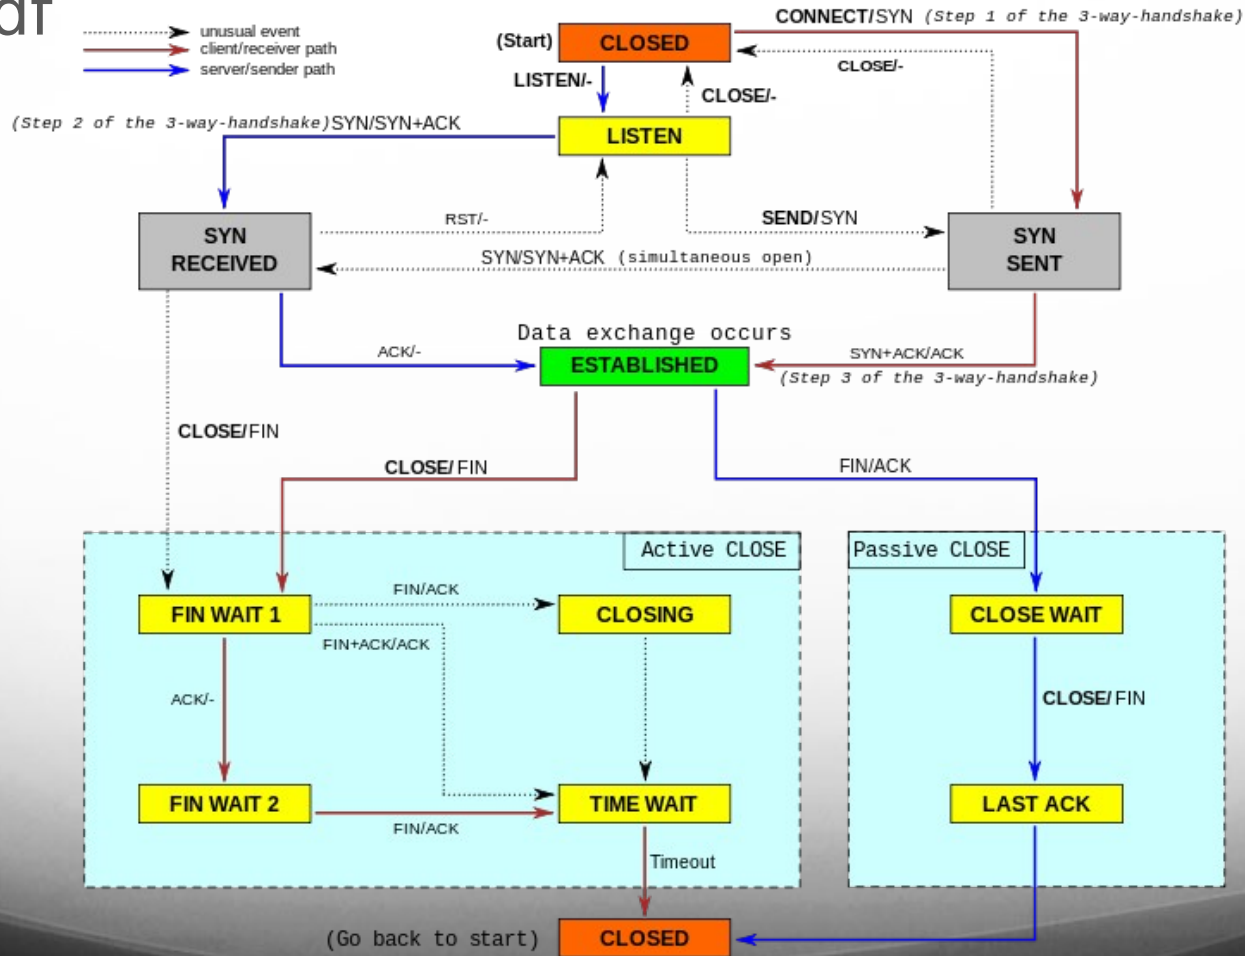 df
unusual event
client/receiver path
server/sender path
CONNECT/SYN (Step 1 of the 3-way-handshake)
(Start)
CLOSED
CLOSE/-
LISTEN/-
CLOSE/-
(Step 2 of the 3-way-handshake)SYN/SYN+ACK
LISTEN
RST/-
SEND/SYN
SYN
RECEIVED
SYN
SENT
SYN/SYN+ACK (simultaneous open)
Data exchange occurs
ACK/-
ESTABLISHED
SYN+ACK/ACK
(Step 3 of the 3-way-handshake)
CLOSE/FIN
CLOSE/ FIN
FIN/ACK
Active CLOSE
Passive CLOSE
FIN WAIT 1
FIN/ACK
CLOSING
CLOSE WAIT
FIN+ACK/ACK
ACK/-
CLOSE/ FIN
FIN WAIT 2
TIME WAIT
LAST ACK
FIN/ACK
Timeout
(Go back to start)
CLOSED